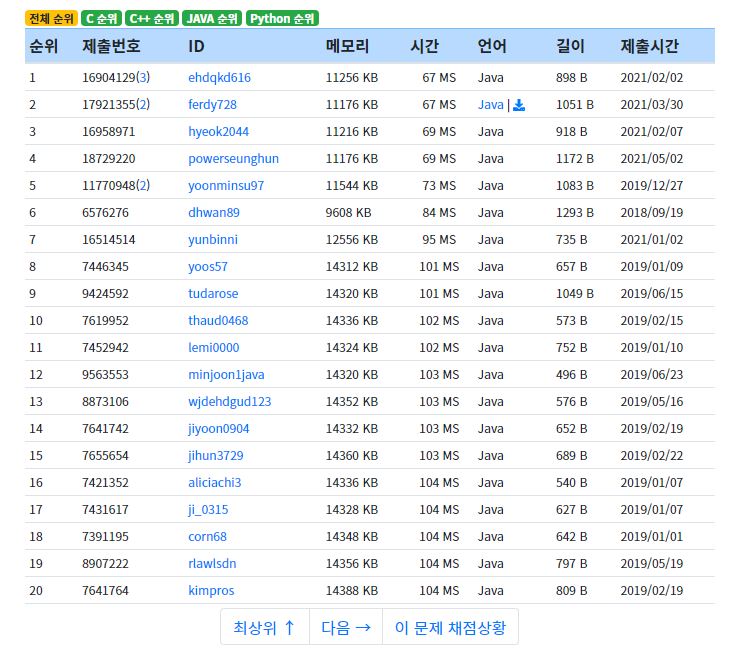 전체 순위 C 순위 C++ 순위 JAVA 순위 Python 순위
순위 제출번호 ID 메모리 시간 언어 길이 제출시간
1 16904129(3) ehdqkd616 11256 KB 67 MS Java 898 B 2021/02/02
2 17921355(2) ferdy728 11176 KB 67 MS Java | 1051 B 2021/03/30
3 16958971 hyeok2044 11216 KB 69 MS Java 918 B 2021/02/07
4 18729220 powerseunghun 11176 KB 69 MS Java 1172 B 2021/05/02
5 11770948(2) yoonminsu97 11544 KB 73 MS Java 1083 B 2019/12/27
6 6576276 dhwan89 9608 KB 84 MS Java 1293 B 2018/09/19
7 16514514 yunbinni 12556 KB 95 MS Java 735 B 2021/01/02
8 7446345 yoos57 14312 KB 101 MS Java 657 B 2019/01/09
9 9424592 tudarose 14320 KB 101 MS Java 1049 B 2019/06/15
10 7619952 thaud0468 14336 KB 102 MS Java 573 B 2019/02/15
11 7452942 lemi0000 14324 KB 102 MS Java 752 B 2019/01/10
12 9563553 minjoon1java 14320 KB 103 MS Java 496 B 2019/06/23
13 8873106 wjdehdgud123 14352 KB 103 MS Java 576 B 2019/05/16
14 7641742 jiyoon0904 14332 KB 103 MS Java 652 B 2019/02/19
15 7655654 jihun3729 14360 KB 103 MS Java 689 B 2019/02/22
16 7421352 aliciachi3 14336 KB 104 MS Java 540 B 2019/01/07
17 7431617 ji_0315 14328 KB 104 MS Java 627 B 2019/01/07
18 7391195 corn68 14348 KB 104 MS Java 642 B 2019/01/01
19 8907222 rlawlsdn 14356 KB 104 MS Java 797 B 2019/05/19
20 7641764 kimpros 14388 KB 104 MS Java 809 B 2019/02/19
최상위 ↑ 다음 → 이 문제 채점상황